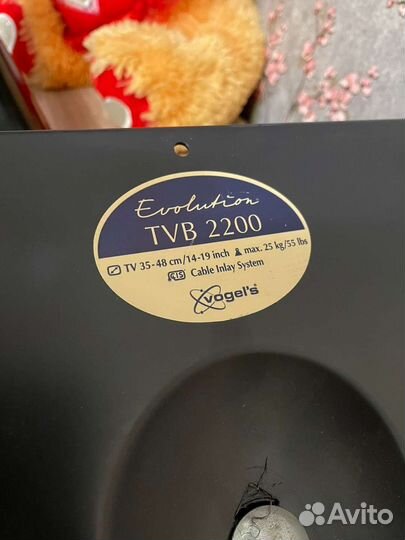 Evolution
TVB 2200
TV 35-48 cm/14-19 inch max. 25 kg/55 lbs
CIS Cable Inlay System
vogel's
Avito